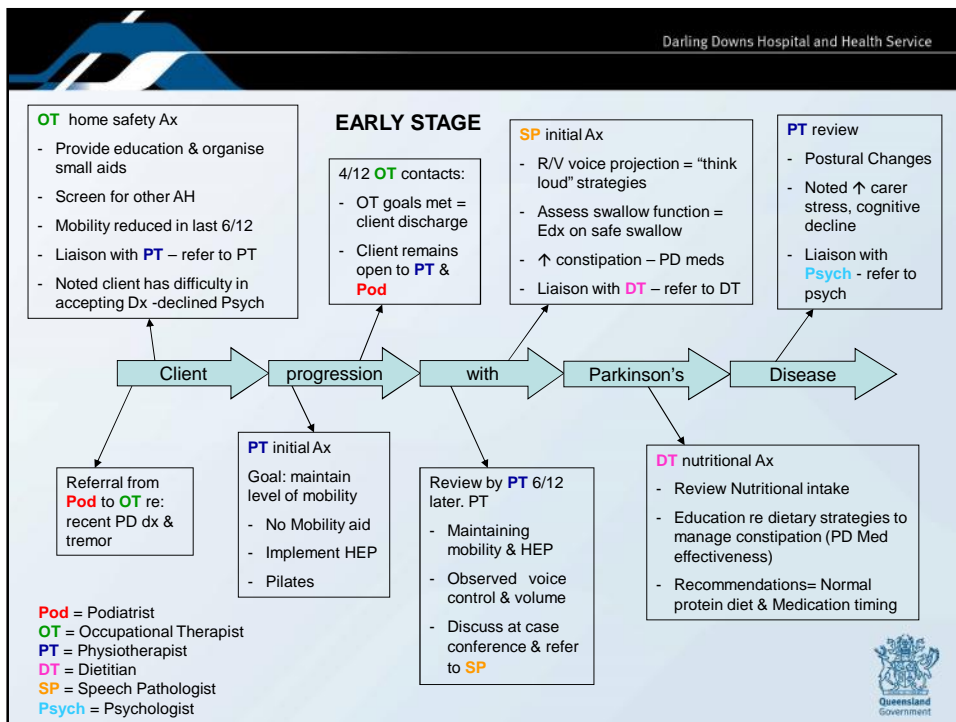 Darling Downs Hospital and Health Service
EARLY STAGE
OT home safety Ax
- Provide education & organise
small aids
- Screen for other AH
- Mobility reduced in last 6/12
- Liaison with PT – refer to PT
- Noted client has difficulty in
accepting Dx -declined Psych
4/12 OT contacts:
- OT goals met =
client discharge
- Client remains
open to PT &
Pod
SP initial Ax
- R/V voice projection = “think
loud” strategies
- Assess swallow function =
Edx on safe swallow
- ↑ constipation – PD meds
- Liaison with DT – refer to DT
PT review
- Postural Changes
- Noted ↑ carer
stress, cognitive
decline
- Liaison with
Psych - refer to
psych
Client progression with Parkinson’s Disease
Referral from
Pod to OT re:
recent PD dx &
tremor
PT initial Ax
Goal: maintain
level of mobility
- No Mobility aid
- Implement HEP
- Pilates
Review by PT 6/12
later. PT
- Maintaining
mobility & HEP
- Observed voice
control & volume
- Discuss at case
conference & refer
to SP
DT nutritional Ax
- Review Nutritional intake
- Education re dietary strategies to
manage constipation (PD Med
effectiveness)
- Recommendations= Normal
protein diet & Medication timing
Pod = Podiatrist
OT = Occupational Therapist
PT = Physiotherapist
DT = Dietitian
SP = Speech Pathologist
Psych = Psychologist
Queensland
Government